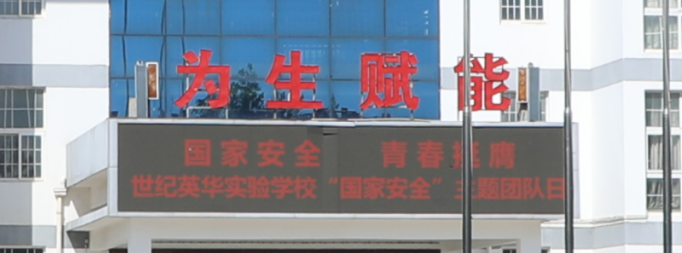 为生赋能
国家安全 青春挺膺
世纪英华实验学校“国家安全”主题团队日